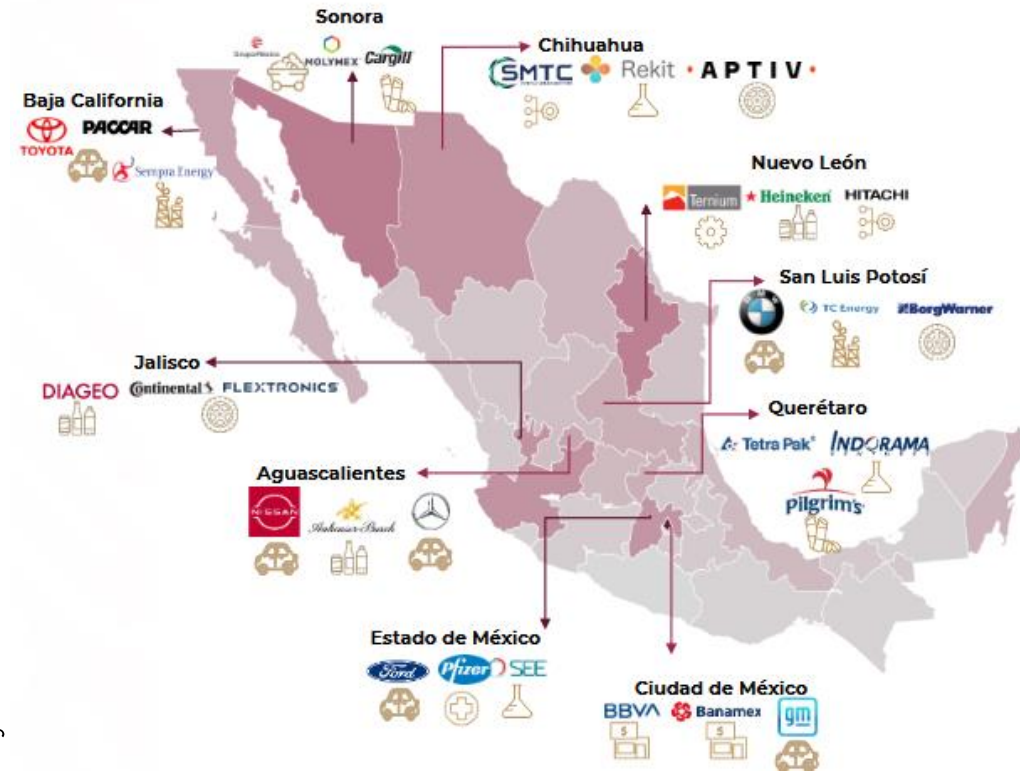 Sonora
GrupoMéxico
MOLYMEX
Cargill
Chihuahua
SMTC
Rekit
• APTIV •
Baja California
TOYOTA
PACCAR
Sempra Energy
Nuevo León
Ternium
Heineken
HITACHI
San Luis Potosí
BMW
TC Energy
BorgWarner
Jalisco
DIAGEO
Continental
FLEXTRONICS
Querétaro
Tetra Pak
INDORAMA
pilgrim's
Aguascalientes
NISSAN
Anheuser-Busch
Estado de México
Ford
Pfizer
SEE
Ciudad de México
BBVA
Banamex
gm
$
$